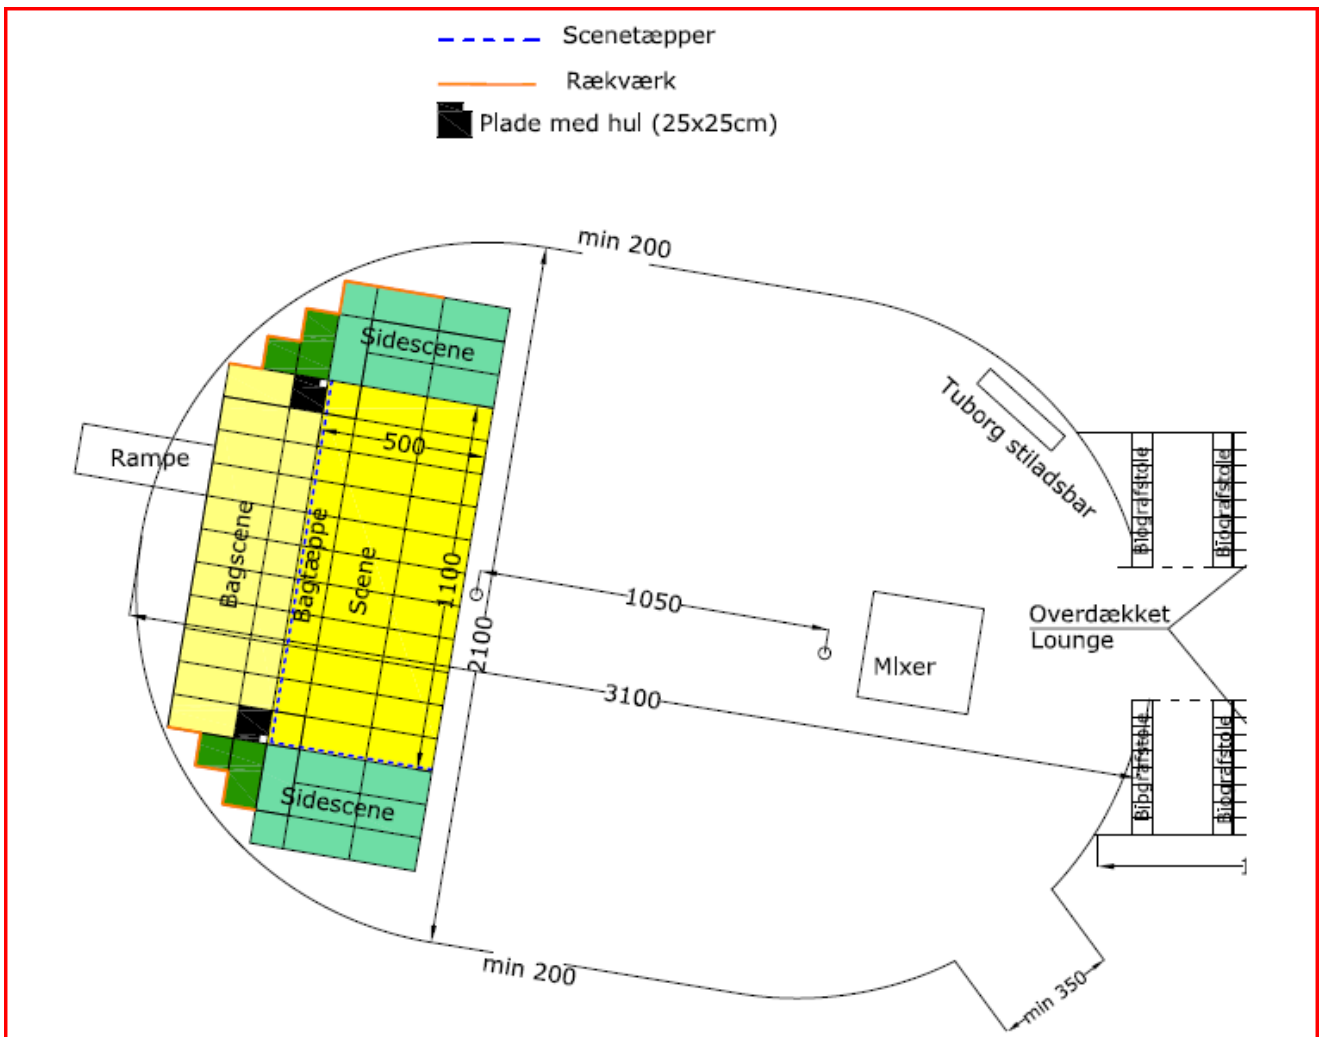 Scenetæpper
Rækværk
Plade med hul (25x25cm)
min 200
Sidescene
Tuborg stiladsbar
500
Rampe
Biografstole
Biografstole
Bagscene
Bagtæppe
Scene
1100
1050
2100
Overdækket
Lounge
MIxer
3100
Biografstole
Biografstole
Sidescene
min 200
min 350